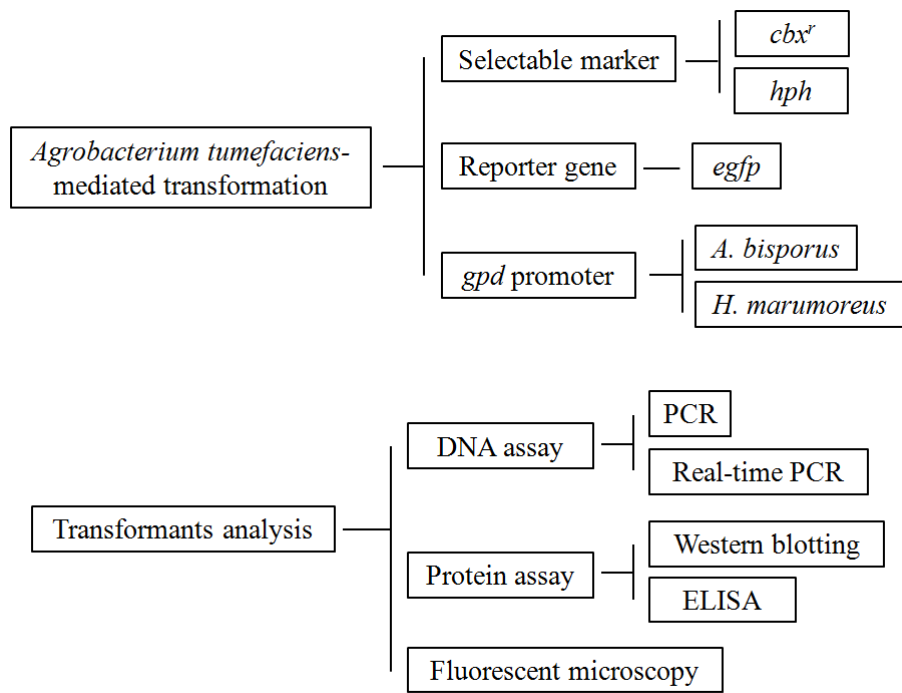 Selectable marker
cbxʳ
hph
Agrobacterium tumefaciens-
mediated transformation
Reporter gene
egfp
gpd promoter
A. bisporus
H. marumoreus
Transformants analysis
DNA assay
PCR
Real-time PCR
Protein assay
Western blotting
ELISA
Fluorescent microscopy